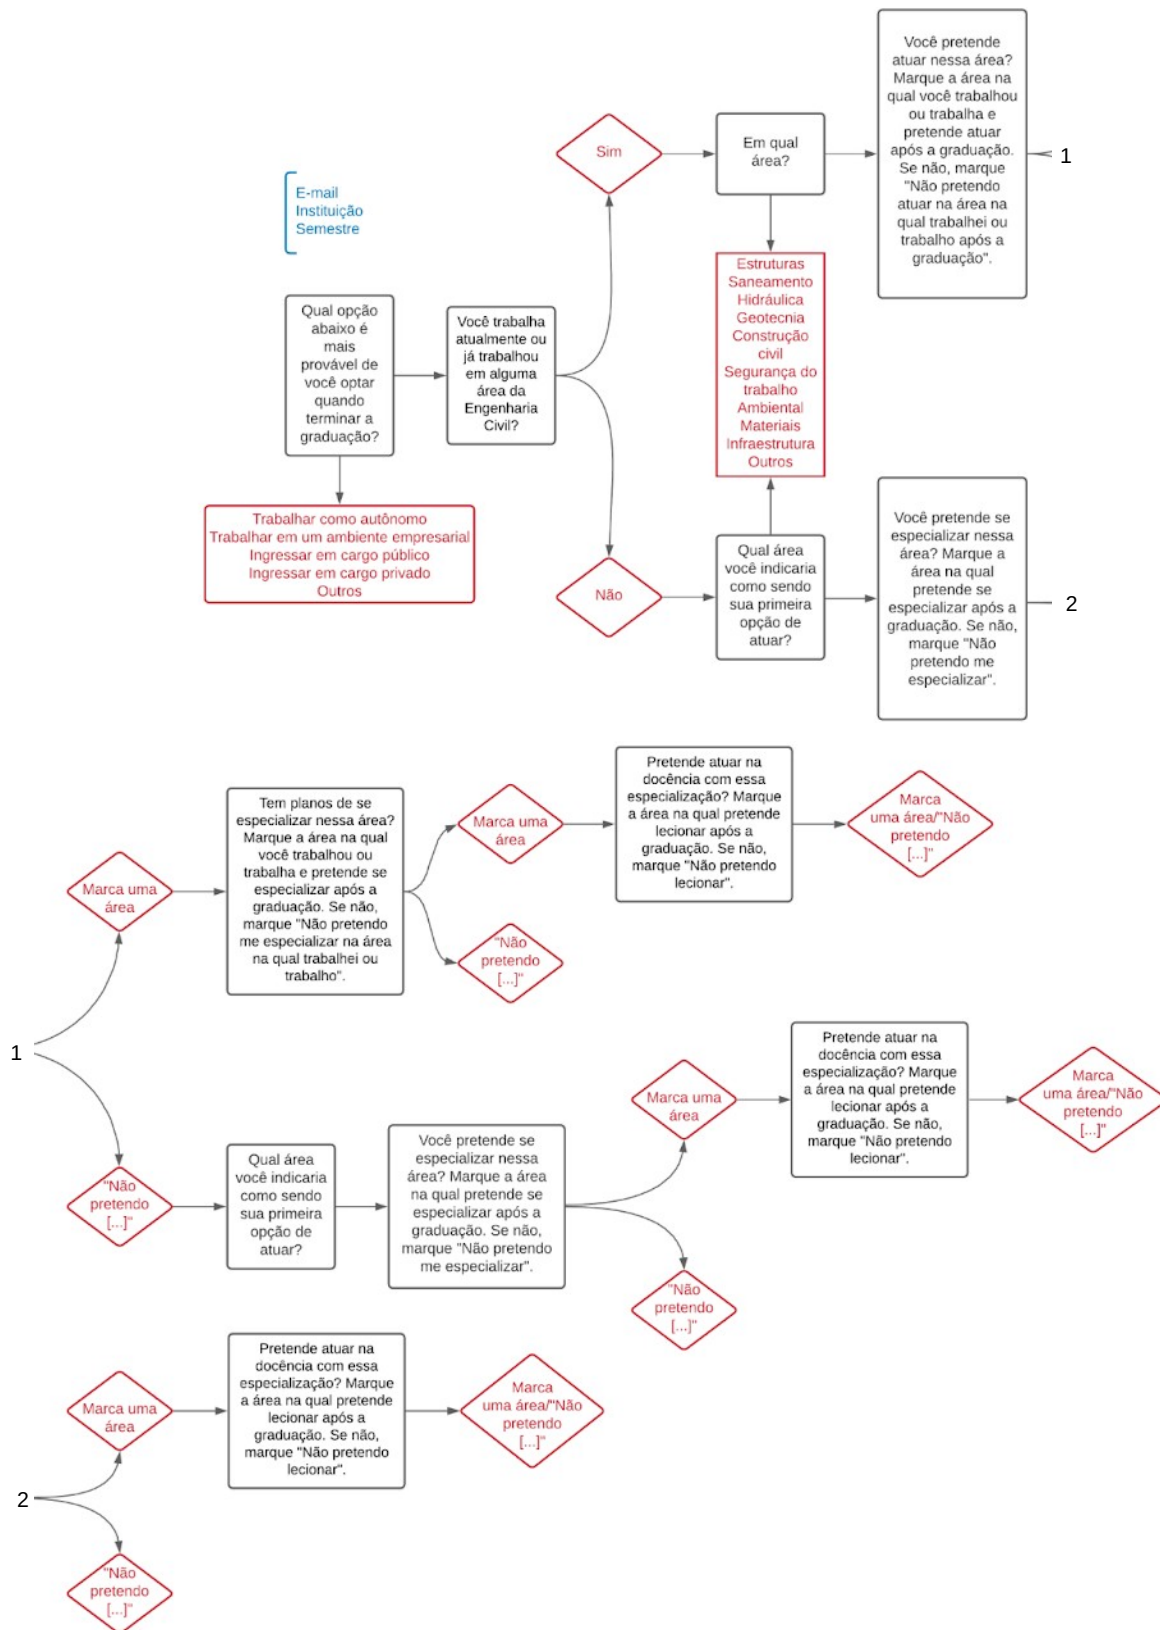 E-mail
Instituição
Semestre
Qual opção
abaixo é
mais
provável de
você optar
quando
terminar a
graduação?
Trabalhar como autônomo
Trabalhar em um ambiente empresarial
Ingressar em cargo público
Ingressar em cargo privado
Outros
Você trabalha
atualmente ou
já trabalhou
em alguma
área da
Engenharia
Civil?
Sim
Em qual
área?
Você pretende
atuar nessa área?
Marque a área na
qual você trabalhou
ou trabalha e
pretende atuar
após a graduação.
Se não, marque
"Não pretendo
atuar na área na
qual trabalhei ou
trabalho após a
graduação".
1
Estruturas
Saneamento
Hidráulica
Geotecnia
Construção
civil
Segurança do
trabalho
Ambiental
Materiais
Infraestrutura
Outros
Não
Qual área
você indicaria
como sendo
sua primeira
opção de
atuar?
Você pretende se
especializar nessa
área? Marque a
área na qual
pretende se
especializar após a
graduação. Se não,
marque "Não
pretendo me
especializar".
2
1
Marca uma
área
Tem planos de se
especializar nessa área?
Marque a área na qual
você trabalhou ou
trabalha e pretende se
especializar após a
graduação. Se não,
marque "Não pretendo
me especializar na área
na qual trabalhei ou
trabalho".
Marca uma
área
Pretende atuar na
docência com essa
especialização? Marque
a área na qual pretende
lecionar após a
graduação. Se não,
marque "Não pretendo
lecionar".
Marca
uma área/"Não
pretendo
[...]"
"Não
pretendo
[...]"
"Não
pretendo
[...]"
Qual área
você indicaria
como sendo
sua primeira
opção de
atuar?
Você pretende se
especializar nessa
área? Marque a área
na qual pretende se
especializar após a
graduação. Se não,
marque "Não pretendo
me especializar".
Marca uma
área
Pretende atuar na
docência com essa
especialização? Marque
a área na qual pretende
lecionar após a
graduação. Se não,
marque "Não pretendo
lecionar".
Marca
uma área/"Não
pretendo
[...]"
"Não
pretendo
[...]"
2
Marca uma
área
Pretende atuar na
docência com essa
especialização? Marque
a área na qual pretende
lecionar após a
graduação. Se não,
marque "Não pretendo
lecionar".
Marca
uma área/"Não
pretendo
[...]"
"Não
pretendo
[...]"